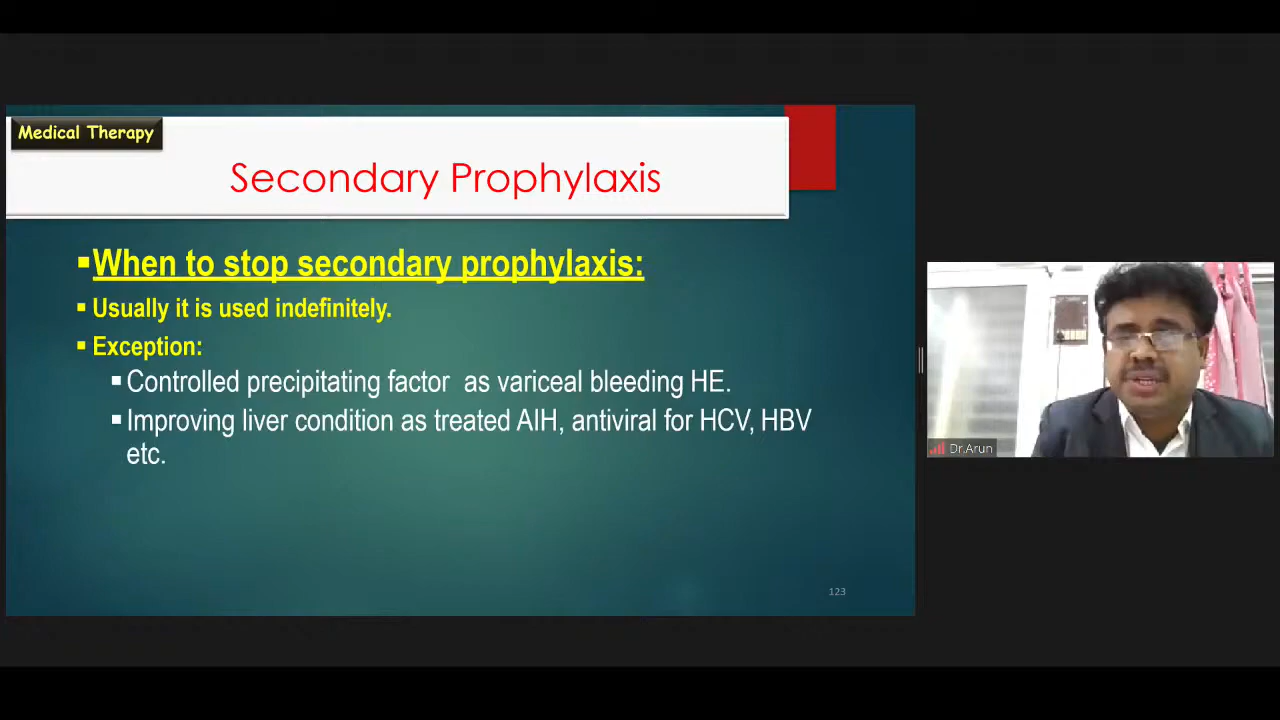 Medical Therapy
Secondary Prophylaxis
▪When to stop secondary prophylaxis:
▪ Usually it is used indefinitely.
▪ Exception:
▪Controlled precipitating factor as variceal bleeding HE.
▪Improving liver condition as treated AIH, antiviral for HCV, HBV
etc.
123
Dr.Arun